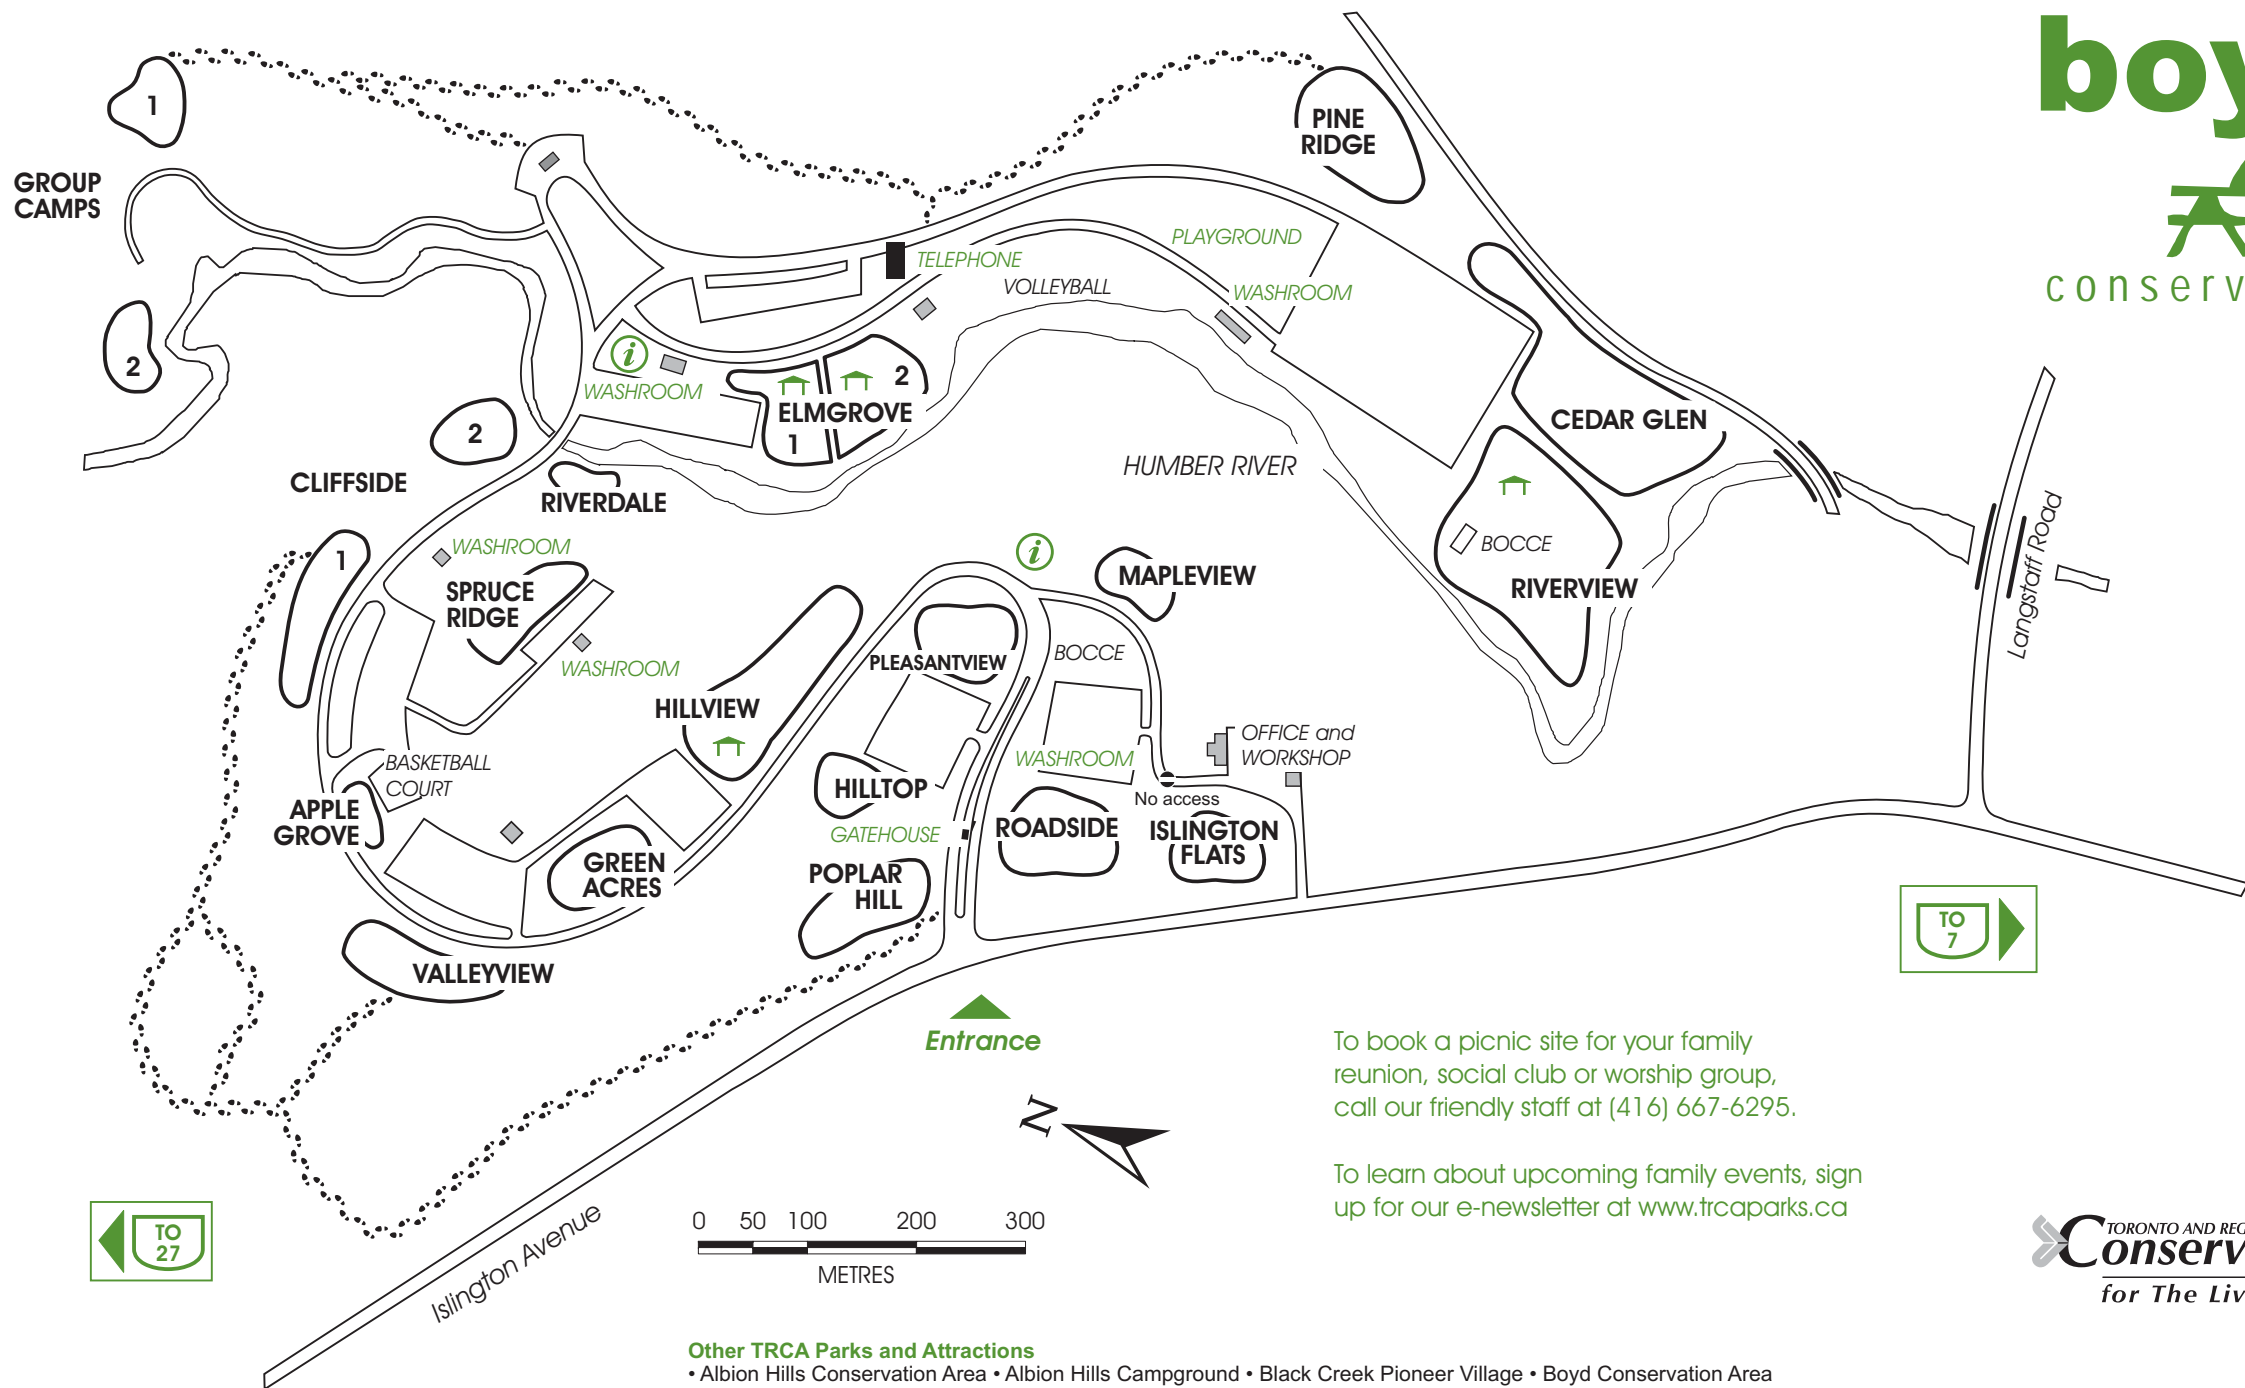 boy
conserv
1
GROUP
CAMPS
2
PINE
RIDGE
PLAYGROUND
TELEPHONE
VOLLEYBALL
WASHROOM
i
WASHROOM
2
ELMGROVE
1
CEDAR GLEN
2
CLIFFSIDE
RIVERDALE
HUMBER RIVER
1
WASHROOM
SPRUCE
RIDGE
WASHROOM
i
MAPLEVIEW
BOCCE
RIVERVIEW
Langstaff Road
PLEASANTVIEW
BOCCE
HILLVIEW
OFFICE and
WORKSHOP
WASHROOM
BASKETBALL
COURT
HILLTOP
No access
APPLE
GROVE
GATEHOUSE
ROADSIDE
ISLINGTON
FLATS
GREEN
ACRES
POPLAR
HILL
VALLEYVIEW
TO
7
Entrance
To book a picnic site for your family
reunion, social club or worship group,
call our friendly staff at (416) 667-6295.
To learn about upcoming family events, sign
up for our e-newsletter at www.trcaparks.ca
N
TO
27
Islington Avenue
0 50 100 200 300
METRES
TORONTO AND REG
Conserv
for The Liv
Other TRCA Parks and Attractions
• Albion Hills Conservation Area • Albion Hills Campground • Black Creek Pioneer Village • Boyd Conservation Area